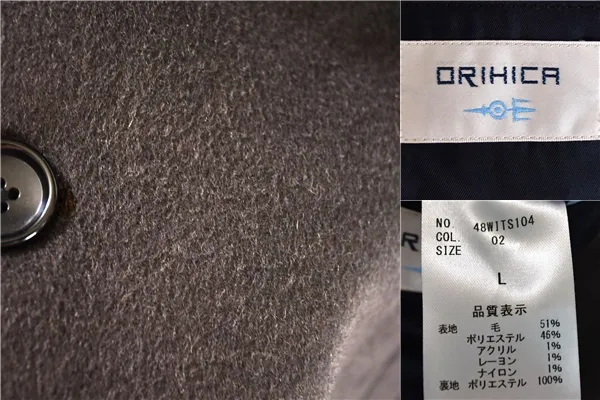 ORIHICA
NO. 48WITS104
COL. 02
SIZE
L
品質表示
表地 毛 51%
ポリエステル 46%
アクリル 1%
レーヨン 1%
ナイロン 1%
裏地 ポリエステル 100%
ORI